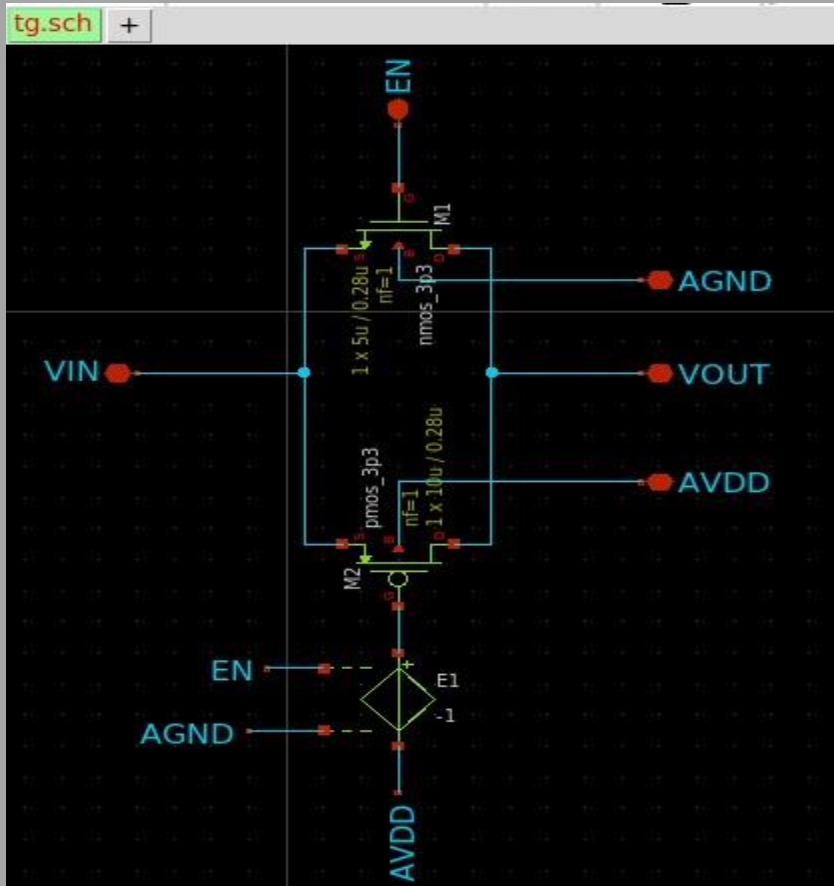 tg.sch +
EN
G
M1
S
B
D
1 x 5u / 0.28u
nf=1
nmos_3p3
AGND
VIN
VOUT
pmos_3p3
nf=1
1 x 10u / 0.28u
AVDD
S
B
D
M2
G
+
EN
E1
-1
AGND
AVDD